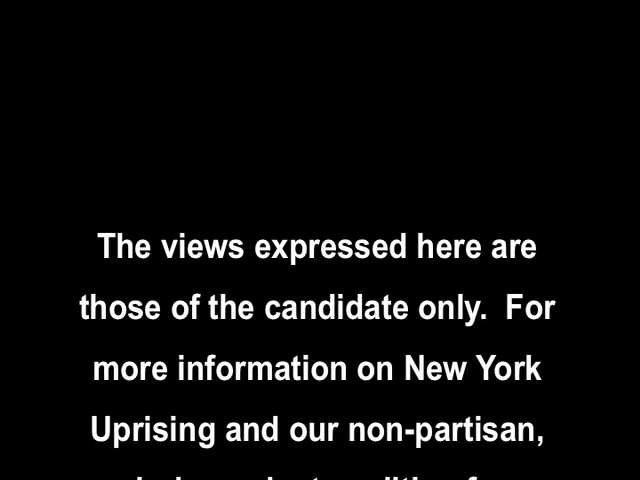 The views expressed here are
those of the candidate only.  For
more information on New York
Uprising and our non-partisan,